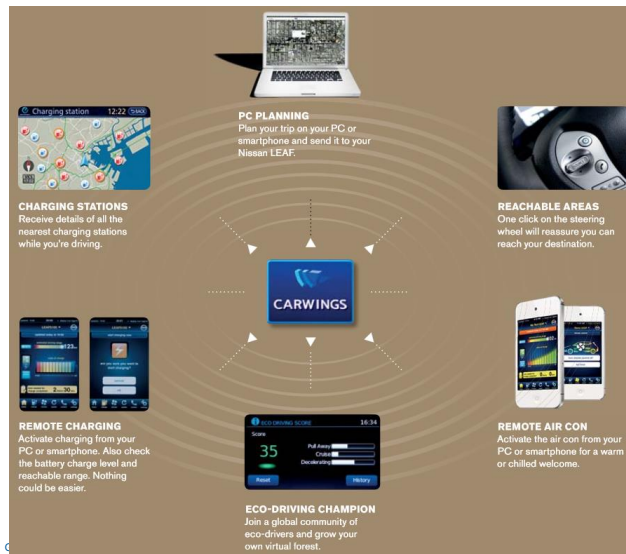 PC PLANNING
Plan your trip on your PC or
smartphone and send it to your
Nissan LEAF.
Charging station 12:22 BACK
CHARGING STATIONS
Receive details of all the
nearest charging stations
while you're driving.
REACHABLE AREAS
One click on the steering
wheel will reassure you can
reach your destination.
CARWINGS
REMOTE CHARGING
Activate charging from your
PC or smartphone. Also check
the battery charge level and
reachable range. Nothing
could be easier.
ECO DRIVING SCORE 16:34
Score
35
Pull Away
Cruise
Decelerating
Reset History
ECO-DRIVING CHAMPION
Join a global community of
eco-drivers and grow your
own virtual forest.
REMOTE AIR CON
Activate the air con from your
PC or smartphone for a warm
or chilled welcome.